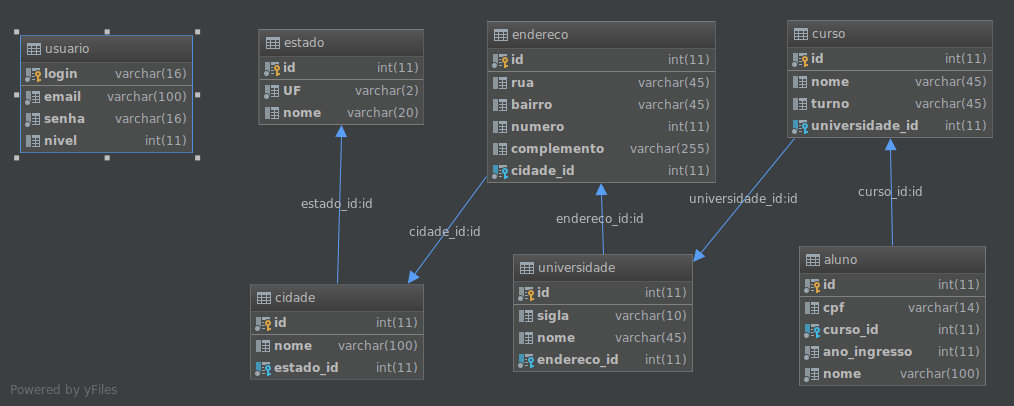 usuario
login varchar(16)
email varchar(100)
senha varchar(16)
nivel int(11)
estado
id int(11)
UF varchar(2)
nome varchar(20)
endereco
id int(11)
rua varchar(45)
bairro varchar(45)
numero int(11)
complemento varchar(255)
cidade_id int(11)
curso
id int(11)
nome varchar(45)
turno varchar(45)
universidade_id int(11)
estado_id:id
cidade_id:id
endereco_id:id
universidade_id:id
curso_id:id
cidade
id int(11)
nome varchar(100)
estado_id int(11)
universidade
id int(11)
sigla varchar(10)
nome varchar(45)
endereco_id int(11)
aluno
id int(11)
cpf varchar(14)
curso_id int(11)
ano_ingresso int(11)
nome varchar(100)
Powered by yFiles